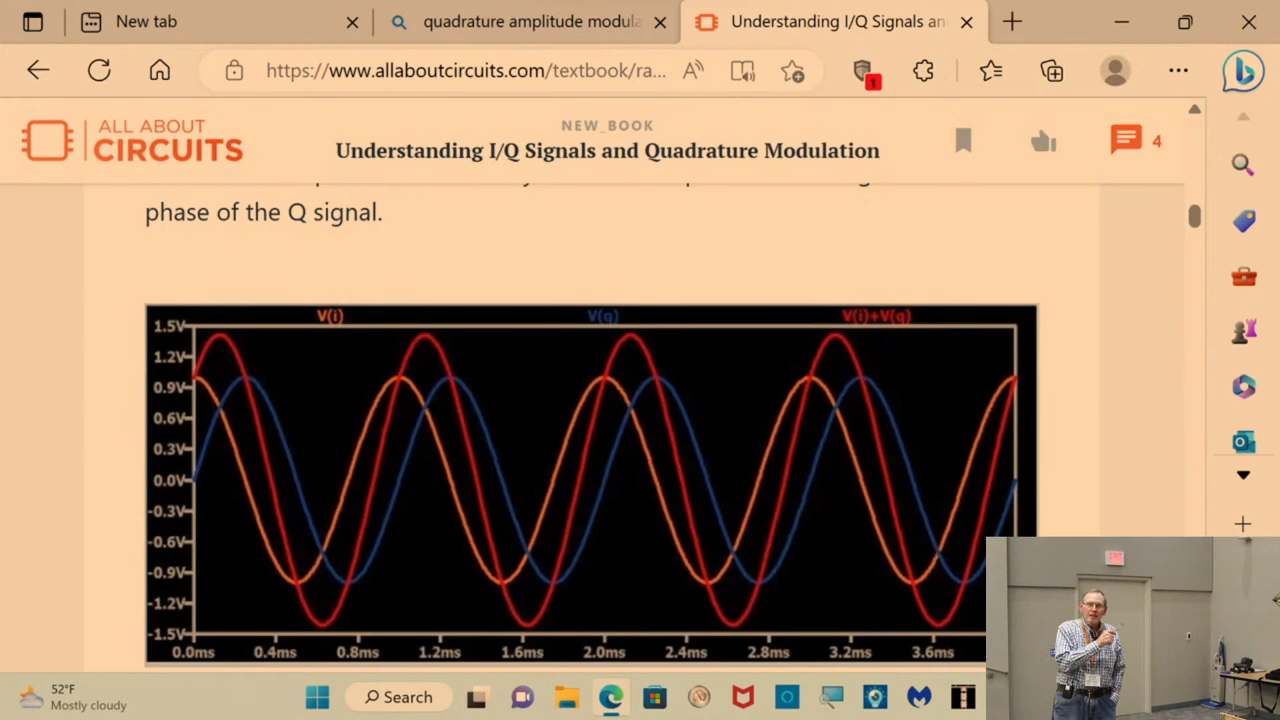 New tab
quadrature amplitude modula
Understanding I/Q Signals an
https://www.allaboutcircuits.com/textbook/ra...
1
ALL ABOUT
CIRCUITS
NEW_BOOK
Understanding I/Q Signals and Quadrature Modulation
4
phase of the Q signal.
V(i)
V(q)
V(i)+V(q)
1.5V
1.2V
0.9V
0.6V
0.3V
0.0V
-0.3V
-0.6V
-0.9V
-1.2V
-1.5V
0.0ms
0.4ms
0.8ms
1.2ms
1.6ms
2.0ms
2.4ms
2.8ms
3.2ms
3.6ms
52°F
Mostly cloudy
Search